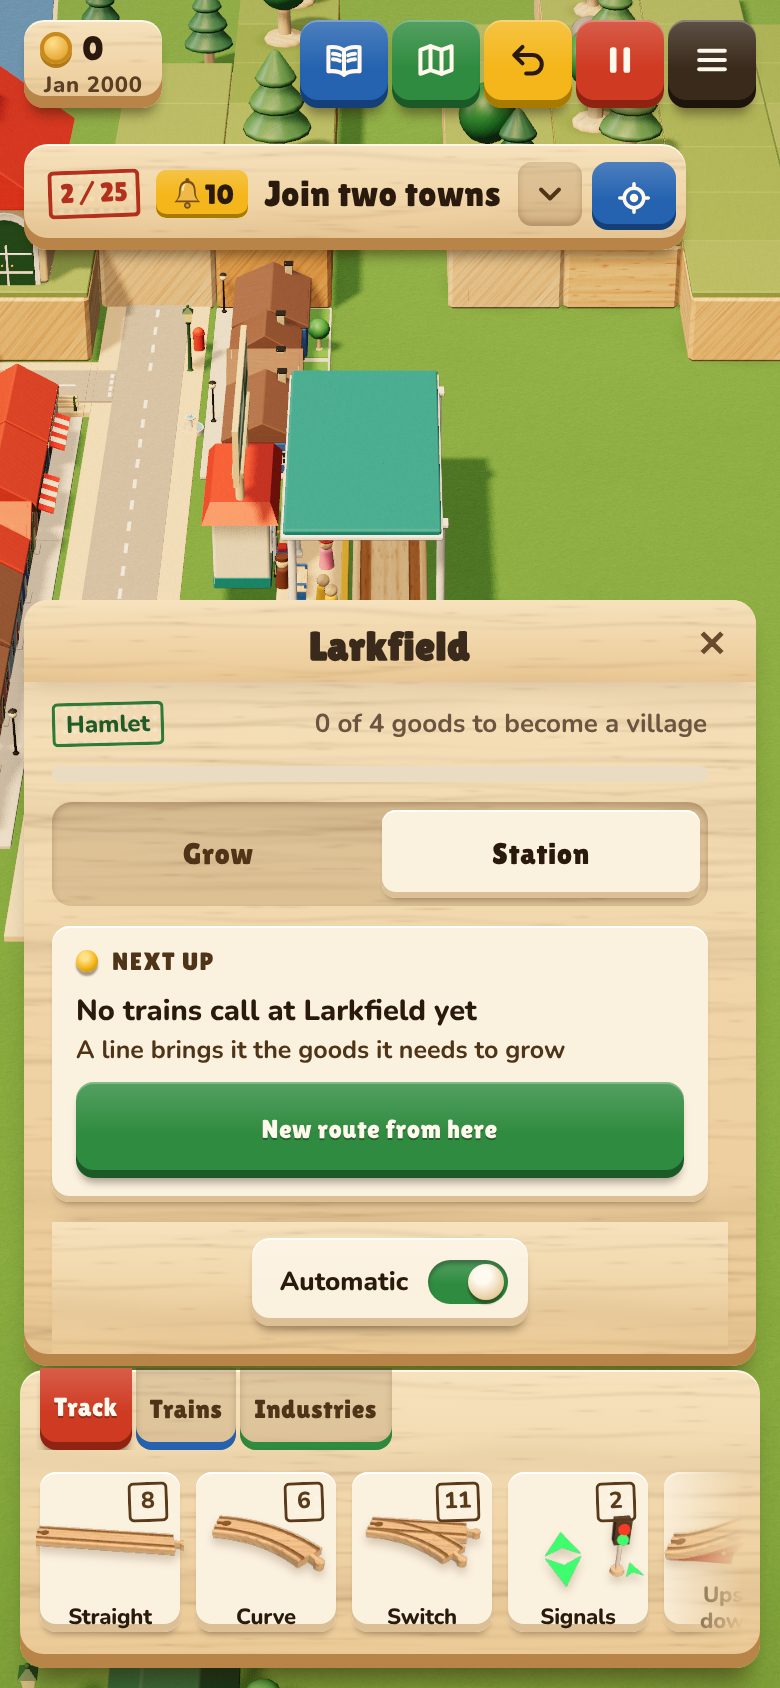 0
Jan 2000
2 / 25
10
Join two towns
Larkfield
Hamlet
0 of 4 goods to become a village
Grow
Station
NEXT UP
No trains call at Larkfield yet
A line brings it the goods it needs to grow
New route from here
Automatic
Track
Trains
Industries
8
6
11
2
Straight
Curve
Switch
Signals